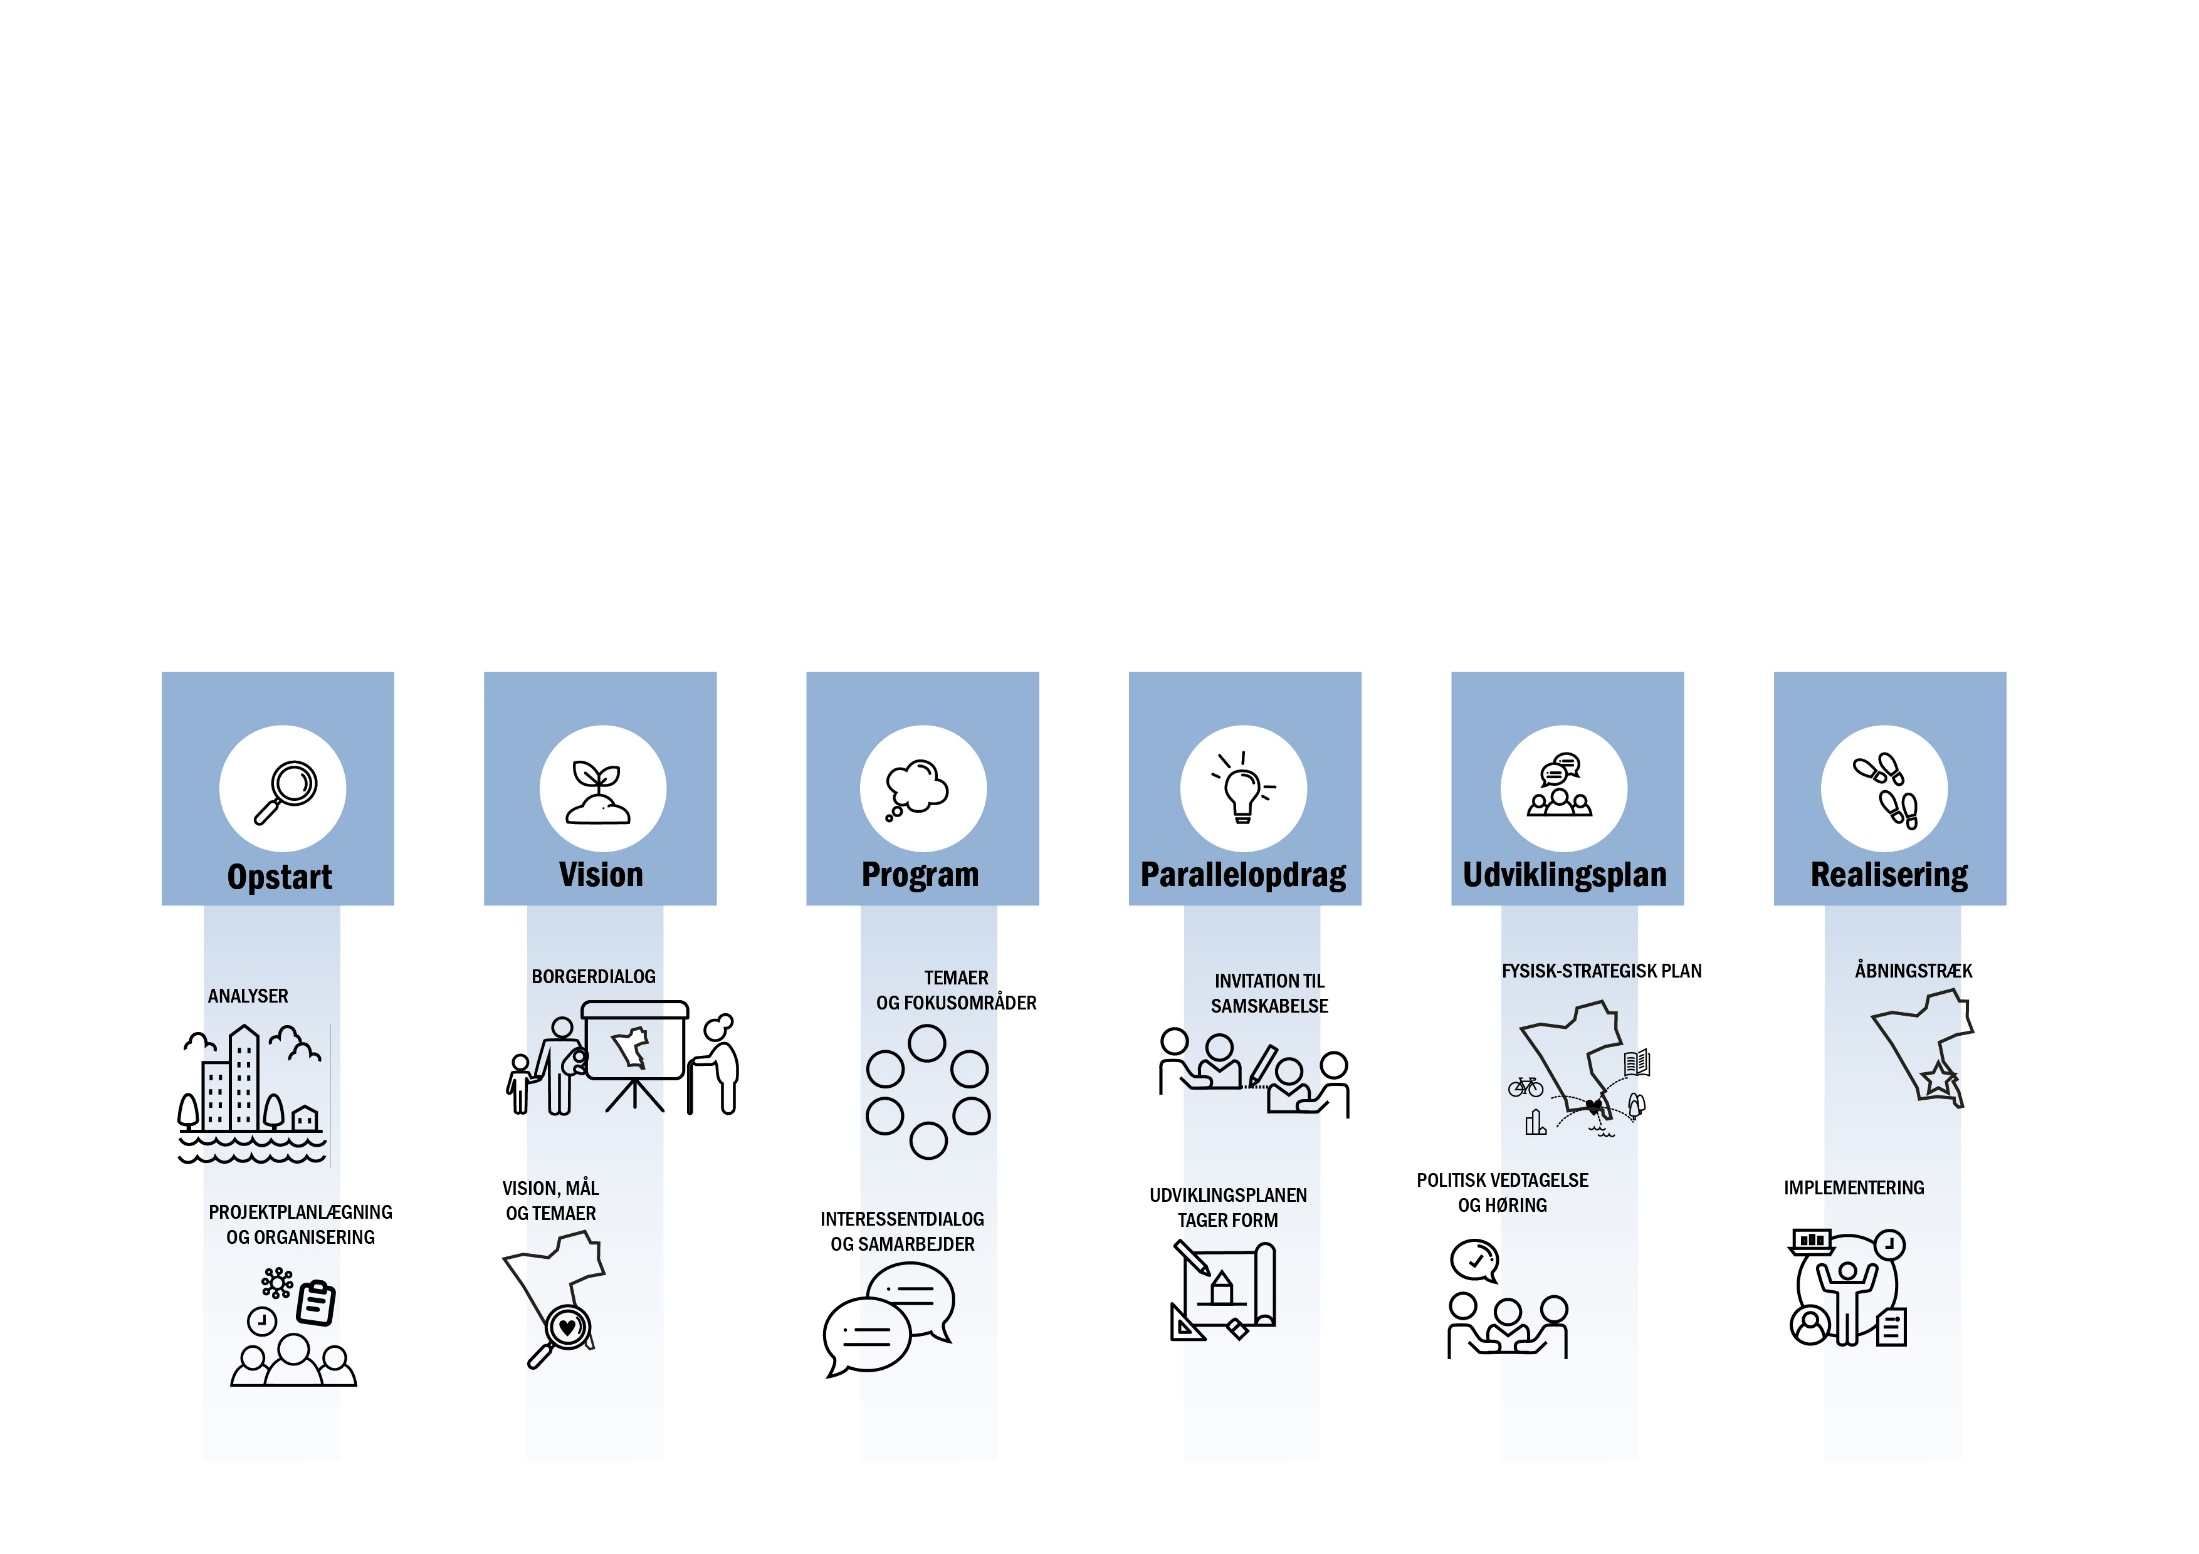 Opstart
ANALYSER
PROJEKTPLANLÆGNING
OG ORGANISERING
Vision
BORGERDIALOG
VISION, MÅL
OG TEMAER
Program
TEMAER
OG FOKUSOMRÅDER
INTERESSENTDIALOG
OG SAMARBEJDER
Parallelopdrag
INVITATION TIL
SAMSKABELSE
UDVIKLINGSPLANEN
TAGER FORM
Udviklingsplan
FYSISK-STRATEGISK PLAN
POLITISK VEDTAGELSE
OG HØRING
Realisering
ÅBNINGSTRÆK
IMPLEMENTERING